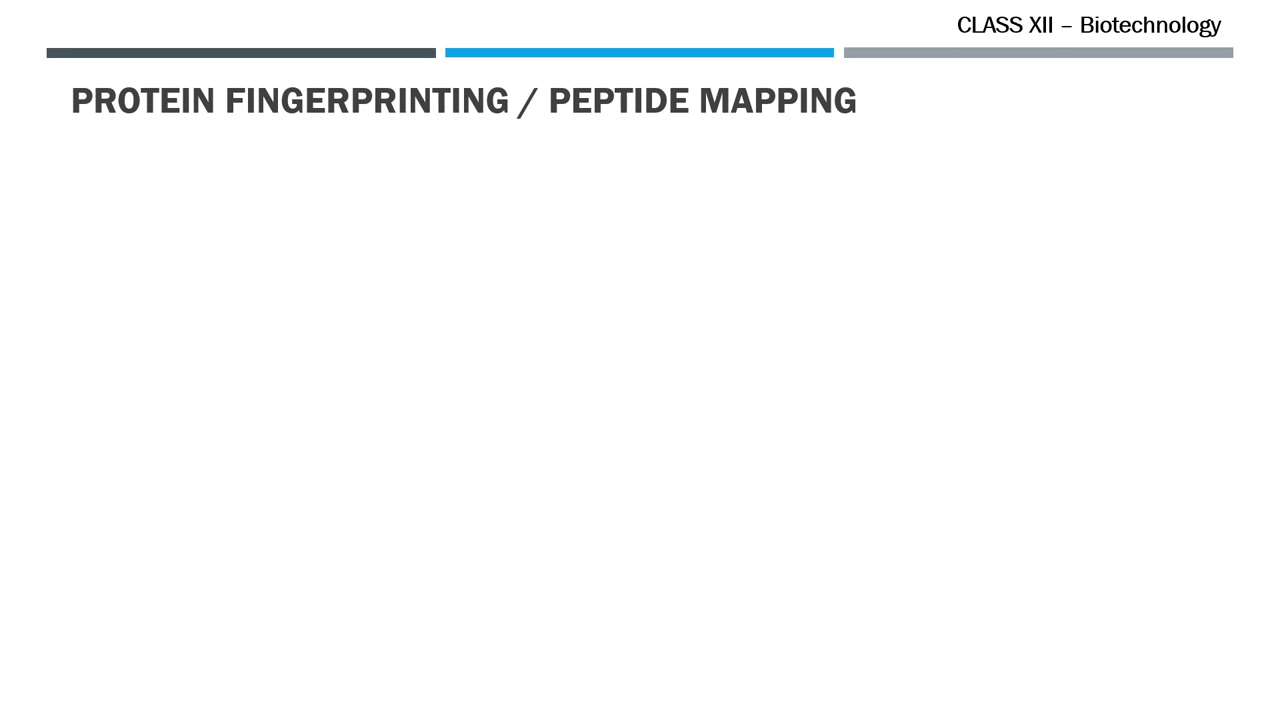 CLASS XII – Biotechnology
PROTEIN FINGERPRINTING / PEPTIDE MAPPING